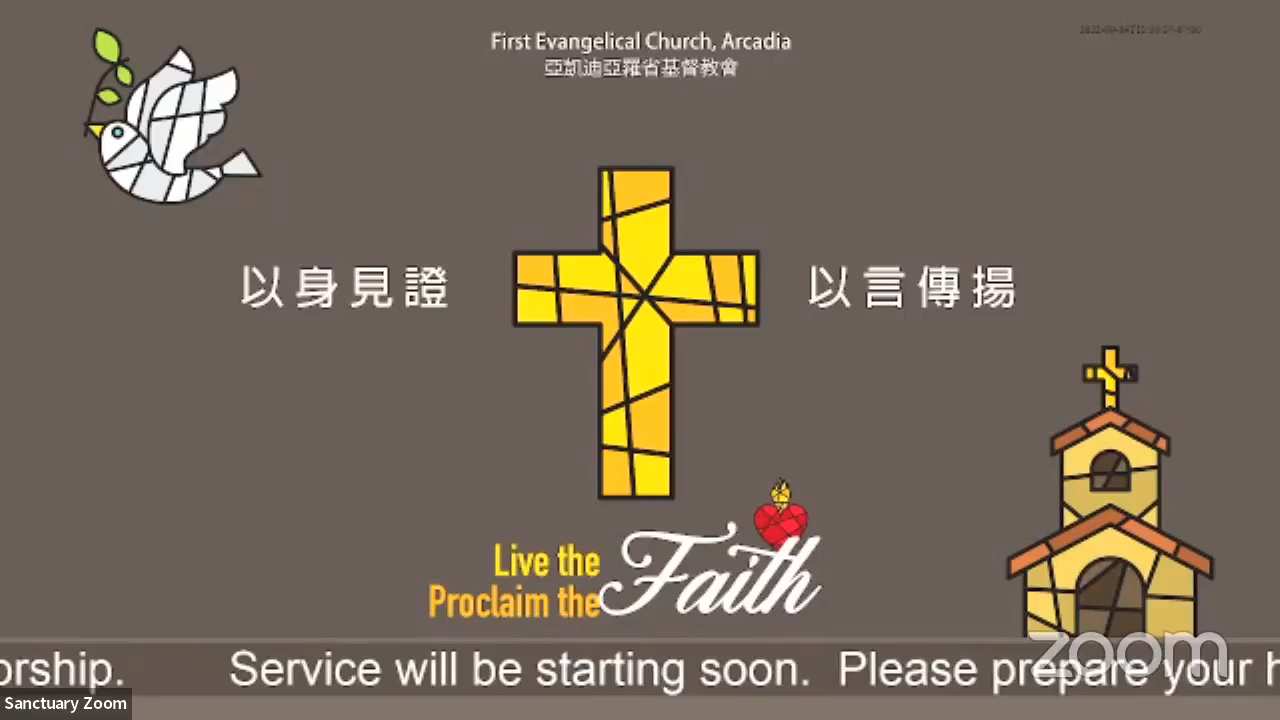 First Evangelical Church, Arcadia
亞凱迪亞羅省基督教會
以身見證
以言傳揚
Live the
Proclaim the
Faith
orship. Service will be starting soon. Please prepare your h
zoom
Sanctuary Zoom